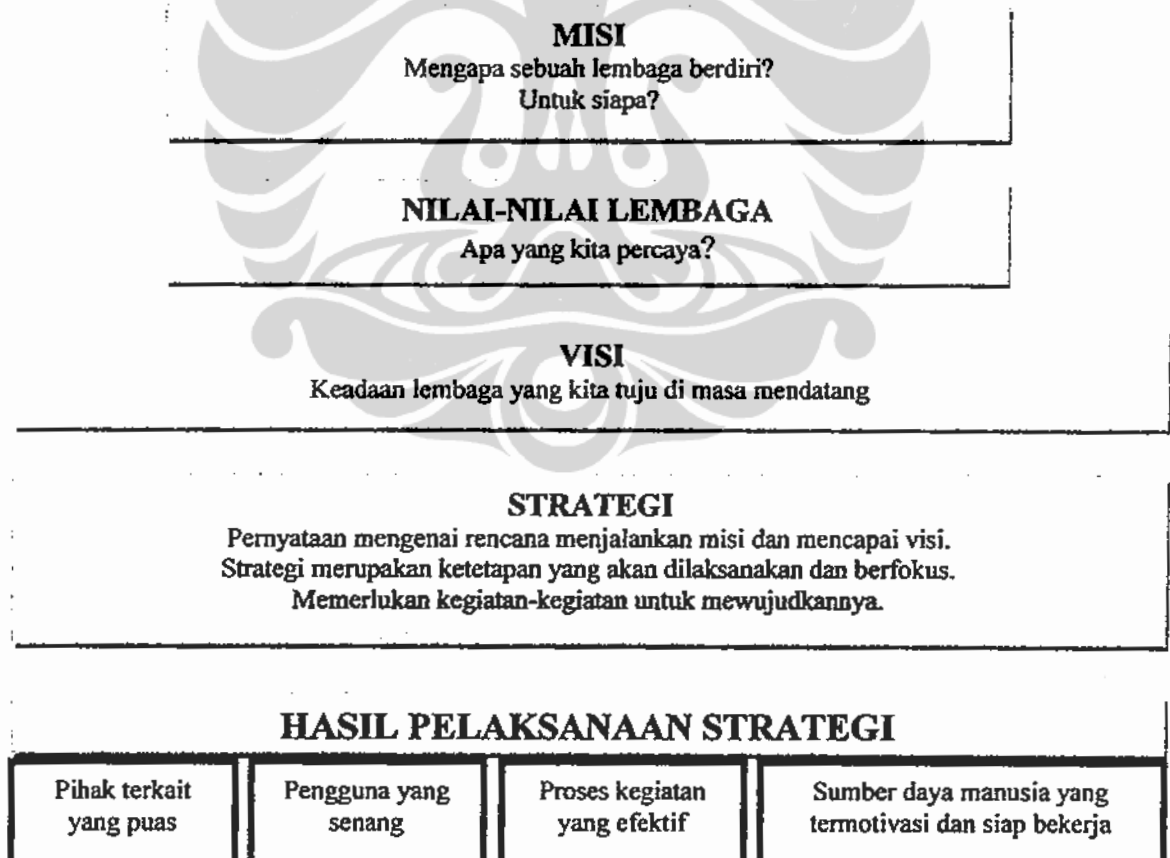 MISI
Mengapa sebuah lembaga berdiri?
Untuk siapa?
NILAI-NILAI LEMBAGA
Apa yang kita percaya?
VISI
Keadaan lembaga yang kita tuju di masa mendatang
STRATEGI
Pernyataan mengenai rencana menjalankan misi dan mencapai visi.
Strategi merupakan ketetapan yang akan dilaksanakan dan berfokus.
Memerlukan kegiatan-kegiatan untuk mewujudkannya.
HASIL PELAKSANAAN STRATEGI
Pihak terkait
yang puas
Pengguna yang
senang
Proses kegiatan
yang efektif
Sumber daya manusia yang
termotivasi dan siap bekerja